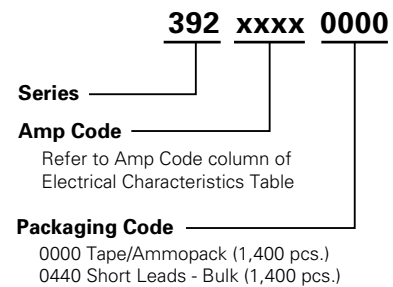 392 xxxx 0000
Series
Amp Code
Refer to Amp Code column of
Electrical Characteristics Table
Packaging Code
0000 Tape/Ammopack (1,400 pcs.)
0440 Short Leads - Bulk (1,400 pcs.)